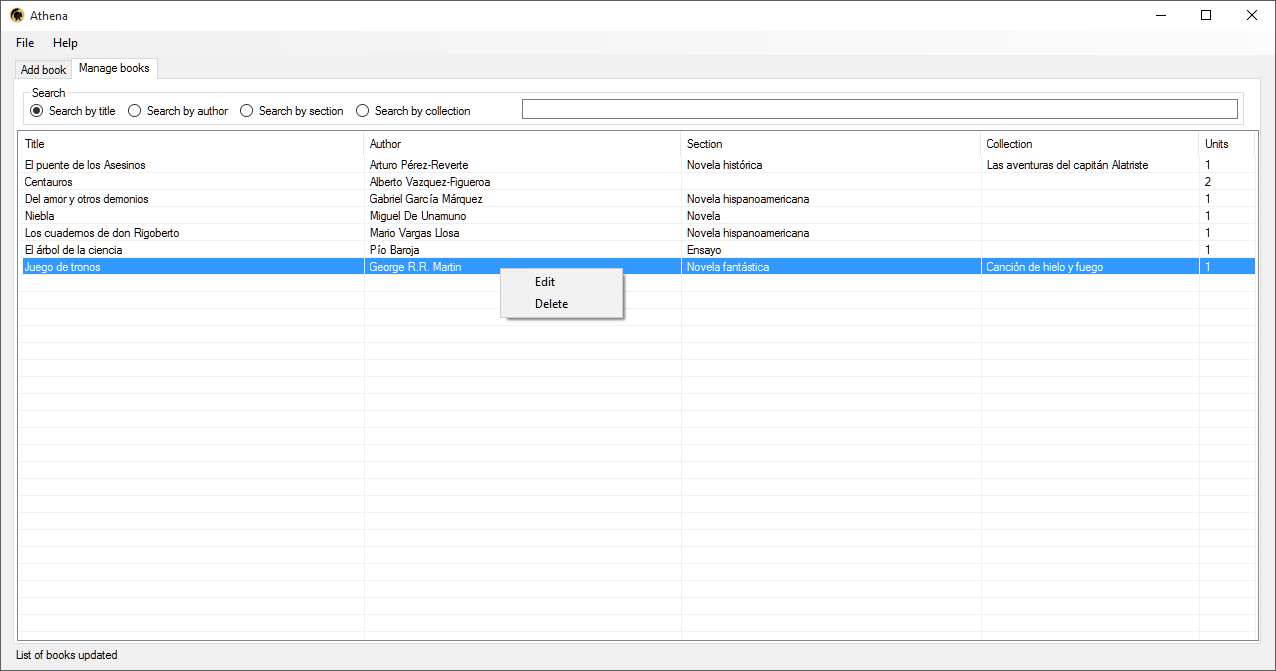 Athena
File Help
Add book Manage books
Search
Search by title Search by author Search by section Search by collection
Title Author Section Collection Units
El puente de los Asesinos Arturo Pérez-Reverte Novela histórica Las aventuras del capitán Alatriste 1
Centauros Alberto Vazquez-Figueroa 2
Del amor y otros demonios Gabriel García Márquez Novela hispanoamericana 1
Niebla Miguel De Unamuno Novela 1
Los cuadernos de don Rigoberto Mario Vargas Llosa Novela hispanoamericana 1
El árbol de la ciencia Pío Baroja Ensayo 1
Juego de tronos George R.R. Martin Novela fantástica Canción de hielo y fuego 1
Edit
Delete
List of books updated